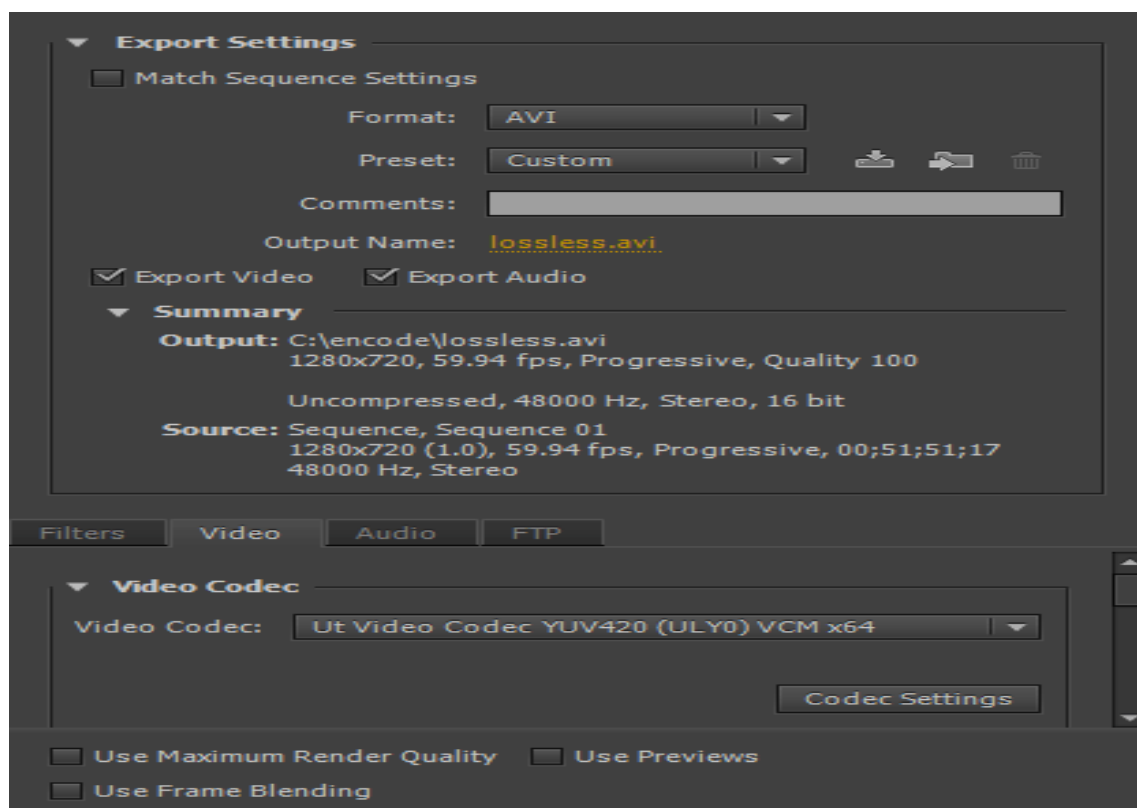 Export Settings
Match Sequence Settings
Format: AVI
Preset: Custom
Comments:
Output Name: lossless.avi
Export Video Export Audio
Summary
Output: C:\encode\lossless.avi
1280x720, 59.94 fps, Progressive, Quality 100
Uncompressed, 48000 Hz, Stereo, 16 bit
Source: Sequence, Sequence 01
1280x720 (1.0), 59.94 fps, Progressive, 00;51;51;17
48000 Hz, Stereo
Filters Video Audio FTP
Video Codec
Video Codec: Ut Video Codec YUV420 (ULY0) VCM x64
Codec Settings
Use Maximum Render Quality Use Previews
Use Frame Blending